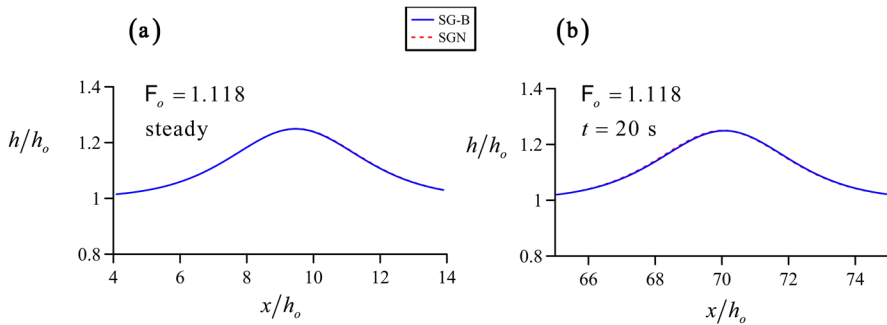 (a)
SG-B
SGN
(b)
1.4
F_o = 1.118
steady
1.2
h/h_o
1
0.8
4
6
8
10
12
14
x/h_o
1.4
F_o = 1.118
t = 20 s
1.2
h/h_o
1
0.8
66
68
70
72
74
x/h_o